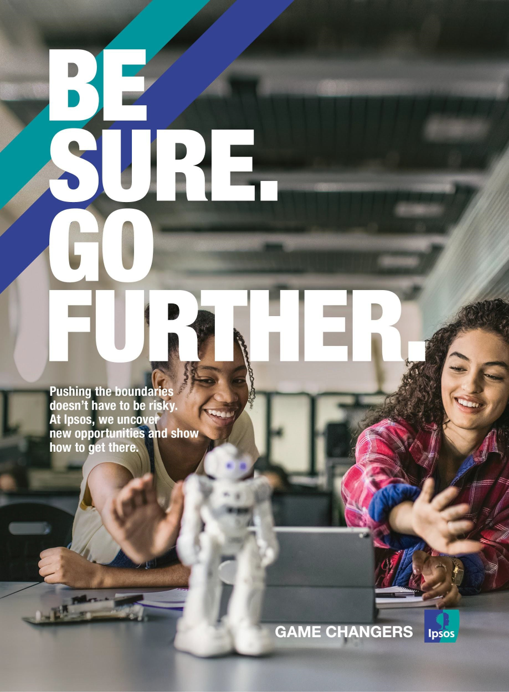 BE
SURE.
GO
FURTHER.
Pushing the boundaries
doesn't have to be risky.
At Ipsos, we uncover
new opportunities and show
how to get there.
GAME CHANGERS
Ipsos